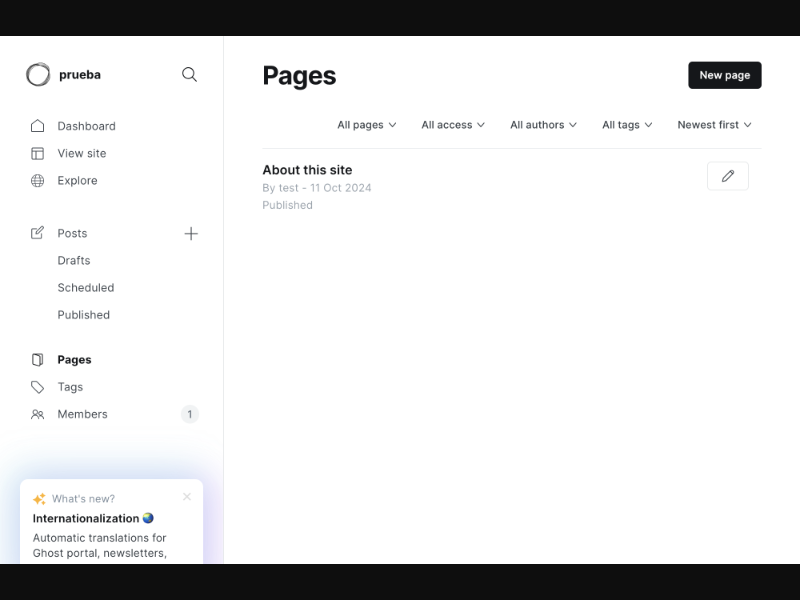 prueba
Dashboard
View site
Explore
Posts
Drafts
Scheduled
Published
Pages
Tags
Members 1
What's new?
Internationalization
Automatic translations for
Ghost portal, newsletters,
Pages
New page
All pages All access All authors All tags Newest first
About this site
By test - 11 Oct 2024
Published